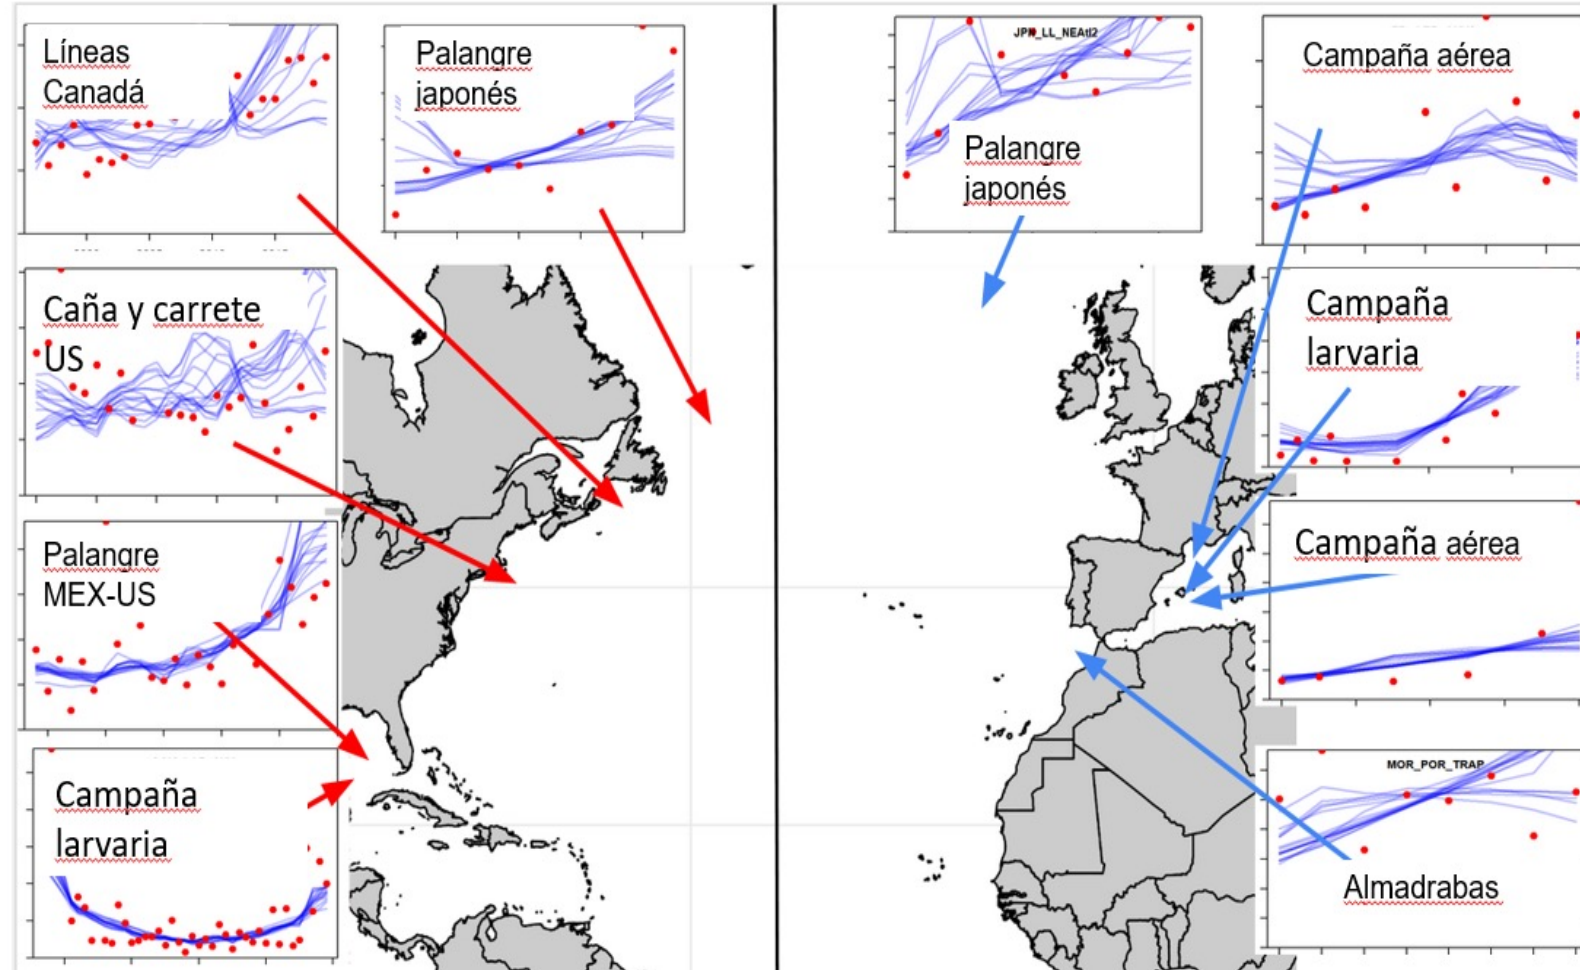 Líneas
Canadá
Palangre
japonés
JPN_LL_NEAtl2
Palangre
japonés
Campaña aérea
Caña y carrete
US
Campaña
larvaria
Palangre
MEX-US
Campaña aérea
Campaña
larvaria
MOR_POR_TRAP
Almadrabas